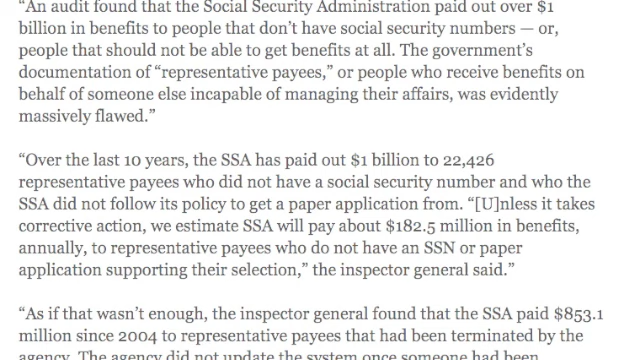 “An audit found that the Social Security Administration paid out over $1
billion in benefits to people that don’t have social security numbers — or,
people that should not be able to get benefits at all. The government’s
documentation of “representative payees,” or people who receive benefits on
behalf of someone else incapable of managing their affairs, was evidently
massively flawed.”
“Over the last 10 years, the SSA has paid out $1 billion to 22,426
representative payees who did not have a social security number and who the
SSA did not follow its policy to get a paper application from. “[U]nless it takes
corrective action, we estimate SSA will pay about $182.5 million in benefits,
annually, to representative payees who do not have an SSN or paper
application supporting their selection,” the inspector general said.”
“As if that wasn’t enough, the inspector general found that the SSA paid $853.1
million since 2004 to representative payees that had been terminated by the
agency. The agency did not update the system once someone had been